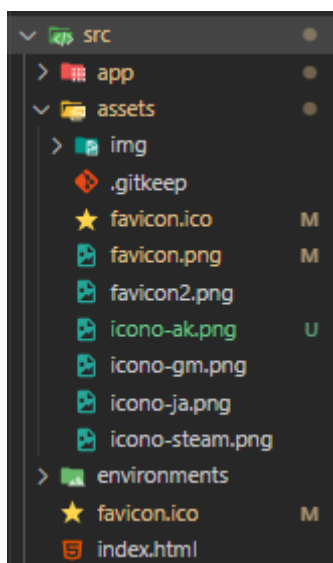 src
app
assets
img
.gitkeep
favicon.ico M
favicon.png M
favicon2.png
icono-ak.png U
icono-gm.png
icono-ja.png
icono-steam.png
environments
favicon.ico M
index.html